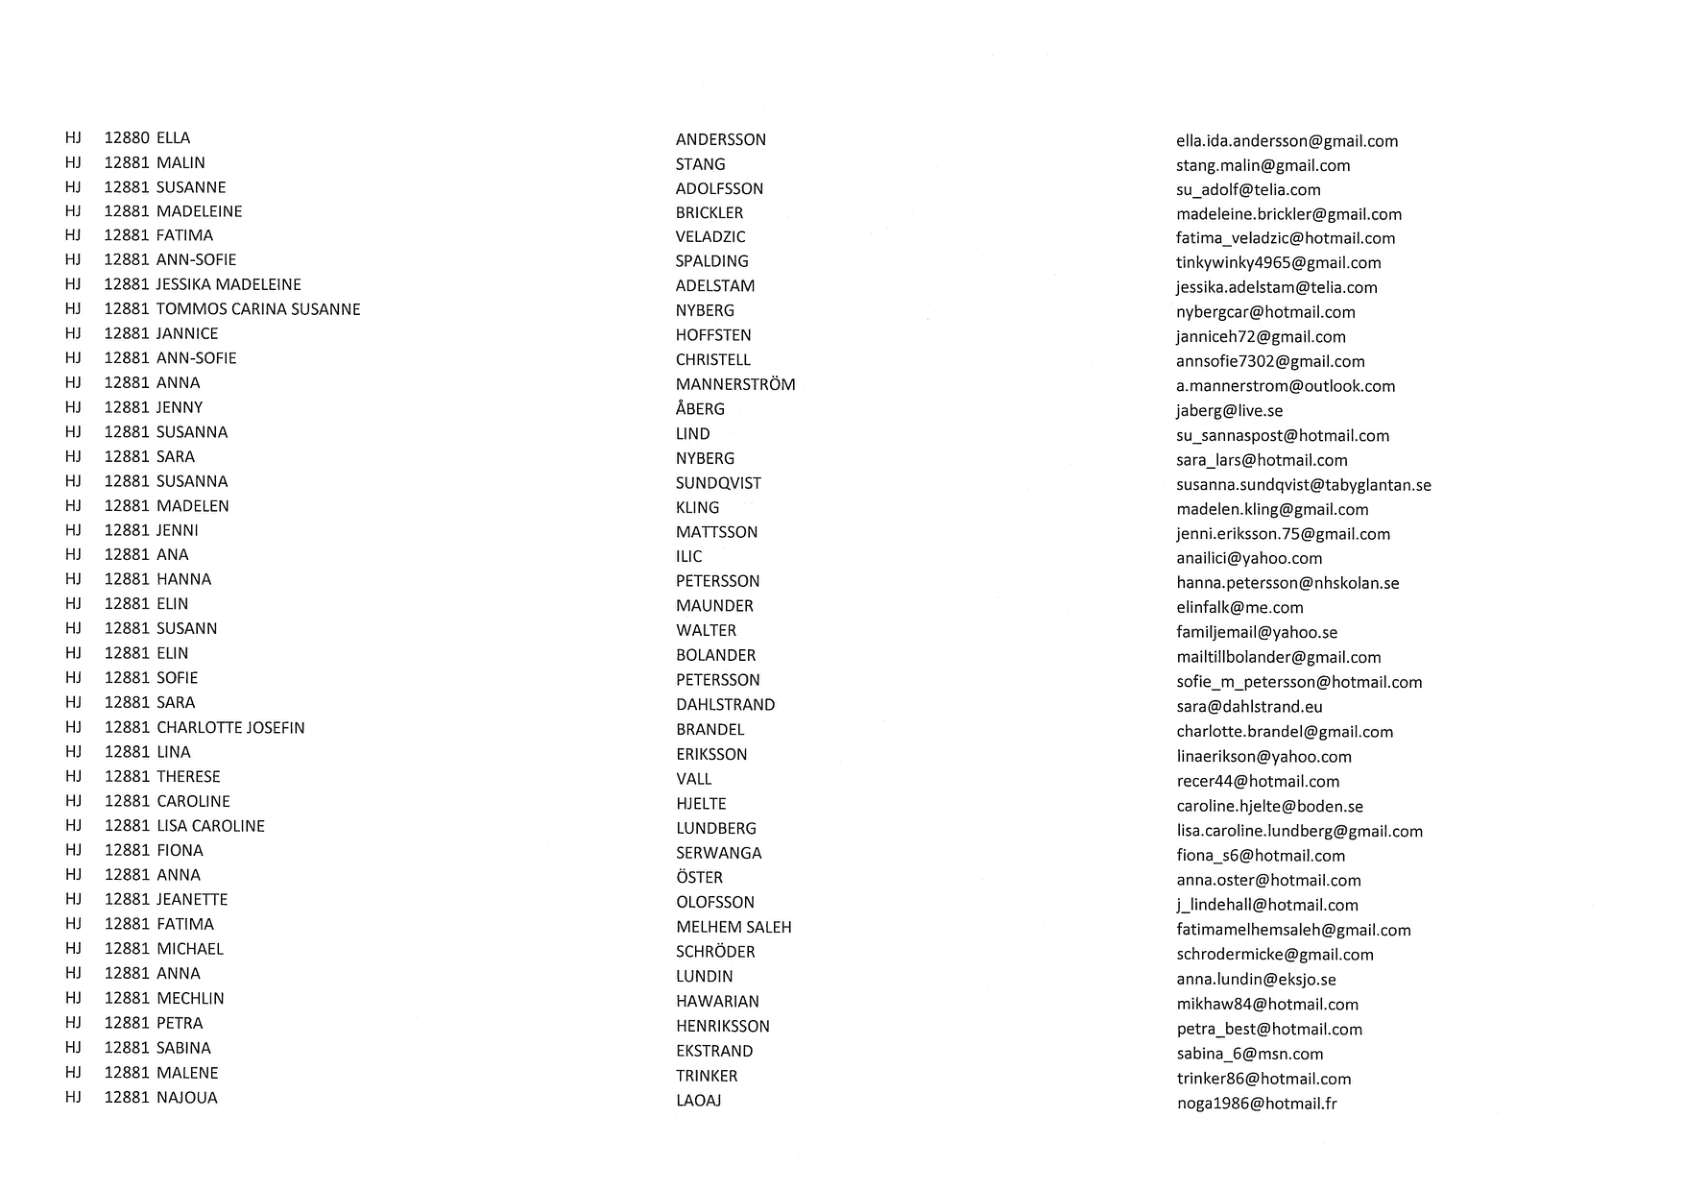 HJ 12880 ELLA ANDERSSON ella.ida.andersson@gmail.com
HJ 12881 MALIN STANG stang.malin@gmail.com
HJ 12881 SUSANNE ADOLFSSON su_adolf@telia.com
HJ 12881 MADELEINE BRICKLER madeleine.brickler@gmail.com
HJ 12881 FATIMA VELADZIC fatima_veladzic@hotmail.com
HJ 12881 ANN-SOFIE SPALDING tinkywinky4965@gmail.com
HJ 12881 JESSIKA MADELEINE ADELSTAM jessika.adelstam@telia.com
HJ 12881 TOMMOS CARINA SUSANNE NYBERG nybergcar@hotmail.com
HJ 12881 JANNICE HOFFSTEN janniceh72@gmail.com
HJ 12881 ANN-SOFIE CHRISTELL annsofie7302@gmail.com
HJ 12881 ANNA MANNERSTRÖM a.mannerstrom@outlook.com
HJ 12881 JENNY ÅBERG jaberg@live.se
HJ 12881 SUSANNA LIND su_sannaspost@hotmail.com
HJ 12881 SARA NYBERG sara_lars@hotmail.com
HJ 12881 SUSANNA SUNDQVIST susanna.sundqvist@tabyglantan.se
HJ 12881 MADELEN KLING madelen.kling@gmail.com
HJ 12881 JENNI MATTSSON jenni.eriksson.75@gmail.com
HJ 12881 ANA ILIC anailici@yahoo.com
HJ 12881 HANNA PETERSSON hanna.petersson@nhskolan.se
HJ 12881 ELIN MAUNDER elinfalk@me.com
HJ 12881 SUSANN WALTER familjemail@yahoo.se
HJ 12881 ELIN BOLANDER mailtillbolander@gmail.com
HJ 12881 SOFIE PETERSSON sofie_m_petersson@hotmail.com
HJ 12881 SARA DAHLSTRAND sara@dahlstrand.eu
HJ 12881 CHARLOTTE JOSEFIN BRANDEL charlotte.brandel@gmail.com
HJ 12881 LINA ERIKSSON linaerikson@yahoo.com
HJ 12881 THERESE VALL recer44@hotmail.com
HJ 12881 CAROLINE HJELTE caroline.hjelte@boden.se
HJ 12881 LISA CAROLINE LUNDBERG lisa.caroline.lundberg@gmail.com
HJ 12881 FIONA SERWANGA fiona_s6@hotmail.com
HJ 12881 ANNA ÖSTER anna.oster@hotmail.com
HJ 12881 JEANETTE OLOFSSON j_lindehall@hotmail.com
HJ 12881 FATIMA MELHEM SALEH fatimamelhemsaleh@gmail.com
HJ 12881 MICHAEL SCHRÖDER schrodermicke@gmail.com
HJ 12881 ANNA LUNDIN anna.lundin@eksjo.se
HJ 12881 MECHLIN HAWARIAN mikhaw84@hotmail.com
HJ 12881 PETRA HENRIKSSON petra_best@hotmail.com
HJ 12881 SABINA EKSTRAND sabina_6@msn.com
HJ 12881 MALENE TRINKER trinker86@hotmail.com
HJ 12881 NAJOUA LAOAJ noga1986@hotmail.fr